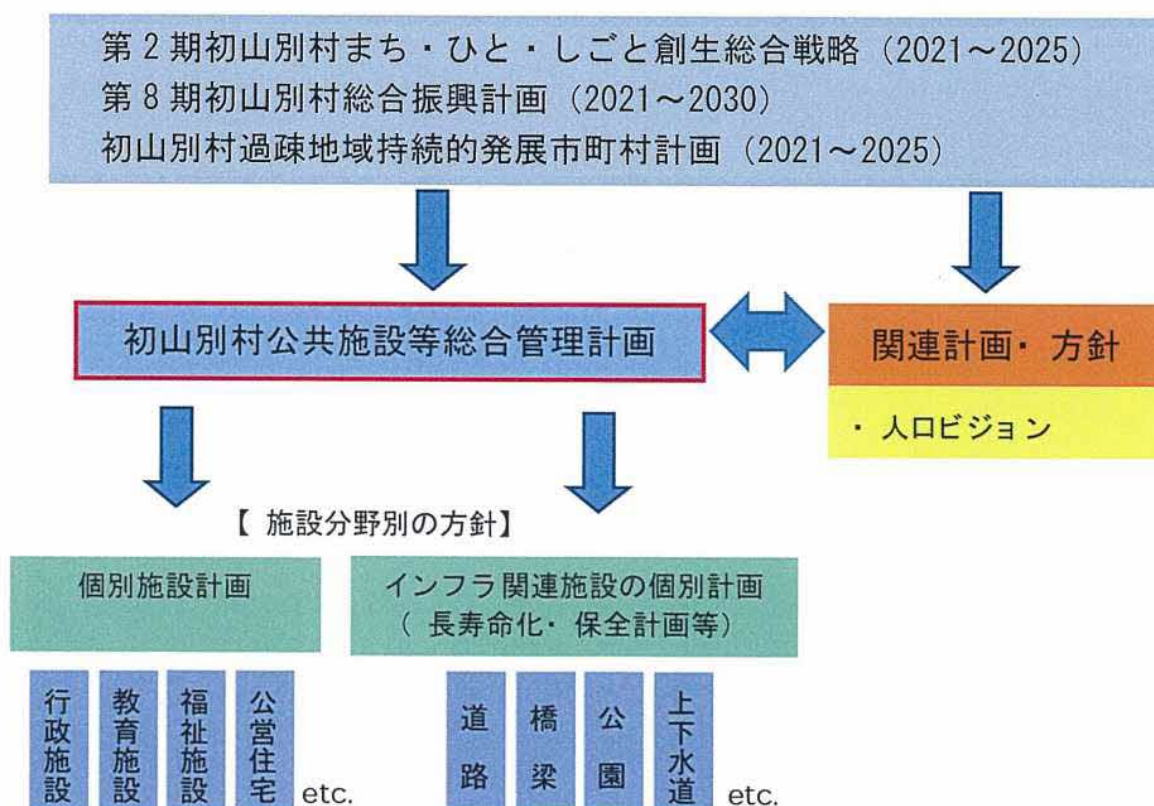 第2期初山別村まち・ひと・しごと創生総合戦略（2021～2025）
第8期初山別村総合振興計画（2021～2030）
初山別村過疎地域持続的発展市町村計画（2021～2025）
初山別村公共施設等総合管理計画
関連計画・方針
・人口ビジョン
【施設分野別の方針】
個別施設計画
インフラ関連施設の個別計画
（長寿命化・保全計画等）
行政施設
教育施設
福祉施設
公営住宅
etc.
道路
橋梁
公園
上下水道
etc.